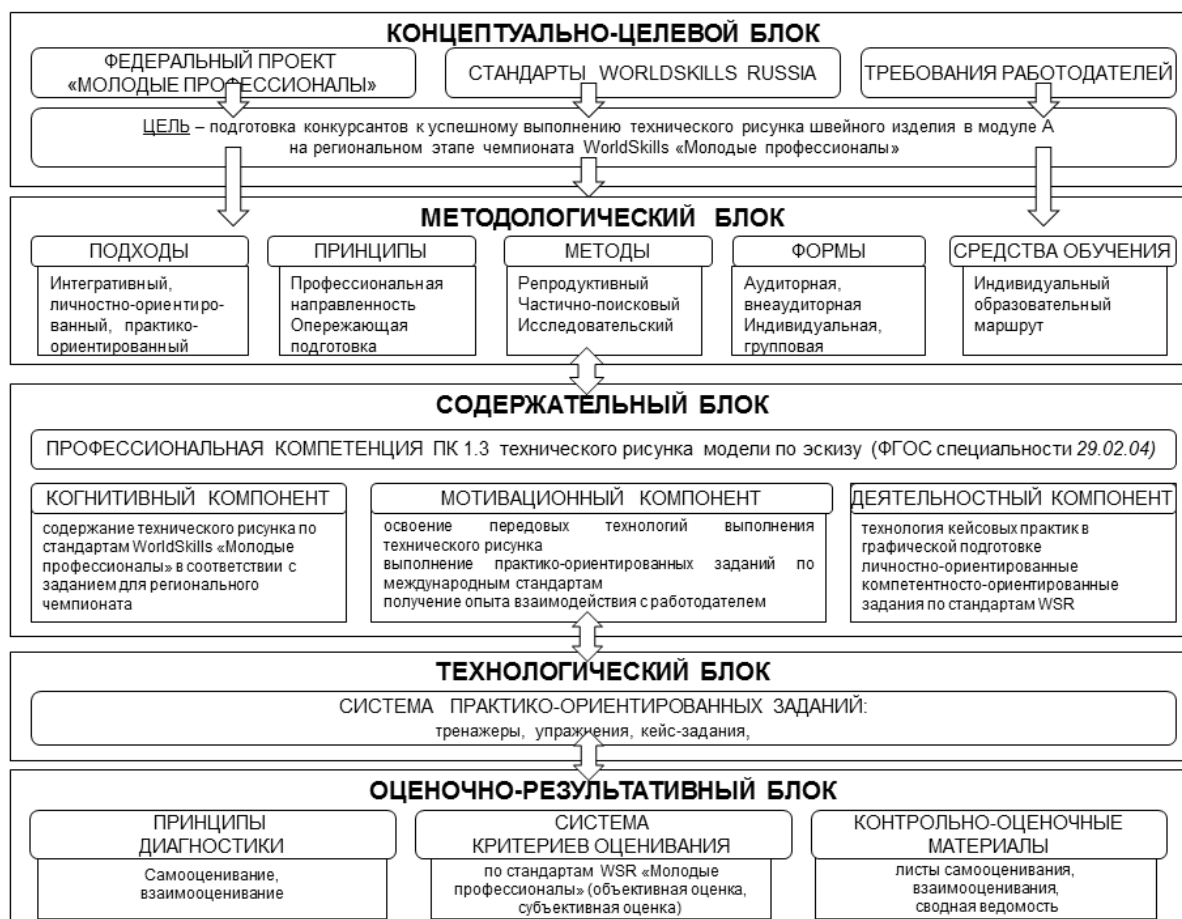 КОНЦЕПТУАЛЬНО-ЦЕЛЕВОЙ БЛОК
ФЕДЕРАЛЬНЫЙ ПРОЕКТ
«МОЛОДЫЕ ПРОФЕССИОНАЛЫ»
СТАНДАРТЫ WORLDSKILLS RUSSIA
ТРЕБОВАНИЯ РАБОТОДАТЕЛЕЙ
ЦЕЛЬ – подготовка конкурсантов к успешному выполнению технического рисунка швейного изделия в модуле А
на региональном этапе чемпионата WorldSkills «Молодые профессионалы»
МЕТОДОЛОГИЧЕСКИЙ БЛОК
ПОДХОДЫ
Интегративный,
личностно-ориентиро-
ванный, практико-
ориентированный
ПРИНЦИПЫ
Профессиональная
направленность
Опережающая
подготовка
МЕТОДЫ
Репродуктивный
Частично-поисковый
Исследовательский
ФОРМЫ
Аудиторная,
внеаудиторная
Индивидуальная,
групповая
СРЕДСТВА ОБУЧЕНИЯ
Индивидуальный
образовательный
маршрут
СОДЕРЖАТЕЛЬНЫЙ БЛОК
ПРОФЕССИОНАЛЬНАЯ КОМПЕТЕНЦИЯ ПК 1.3 технического рисунка модели по эскизу (ФГОС специальности 29.02.04)
КОГНИТИВНЫЙ КОМПОНЕНТ
содержание технического рисунка по
стандартам WorldSkills «Молодые
профессионалы» в соответствии с
заданием для регионального
чемпионата
МОТИВАЦИОННЫЙ КОМПОНЕНТ
освоение передовых технологий выполнения
технического рисунка
выполнение практико-ориентированных заданий по
международным стандартам
получение опыта взаимодействия с работодателем
ДЕЯТЕЛЬНОСТНЫЙ КОМПОНЕНТ
технология кейсовых практик в
графической подготовке
личностно-ориентированные
компетентносто-ориентированные
задания по стандартам WSR
ТЕХНОЛОГИЧЕСКИЙ БЛОК
СИСТЕМА ПРАКТИКО-ОРИЕНТИРОВАННЫХ ЗАДАНИЙ:
тренажеры, упражнения, кейс-задания,
ОЦЕНОЧНО-РЕЗУЛЬТАТИВНЫЙ БЛОК
ПРИНЦИПЫ
ДИАГНОСТИКИ
Самооценивание,
взаимооценивание
СИСТЕМА
КРИТЕРИЕВ ОЦЕНИВАНИЯ
по стандартам WSR «Молодые
профессионалы» (объективная оценка,
субъективная оценка)
КОНТРОЛЬНО-ОЦЕНОЧНЫЕ
МАТЕРИАЛЫ
листы самооценивания,
взаимооценивания,
сводная ведомость